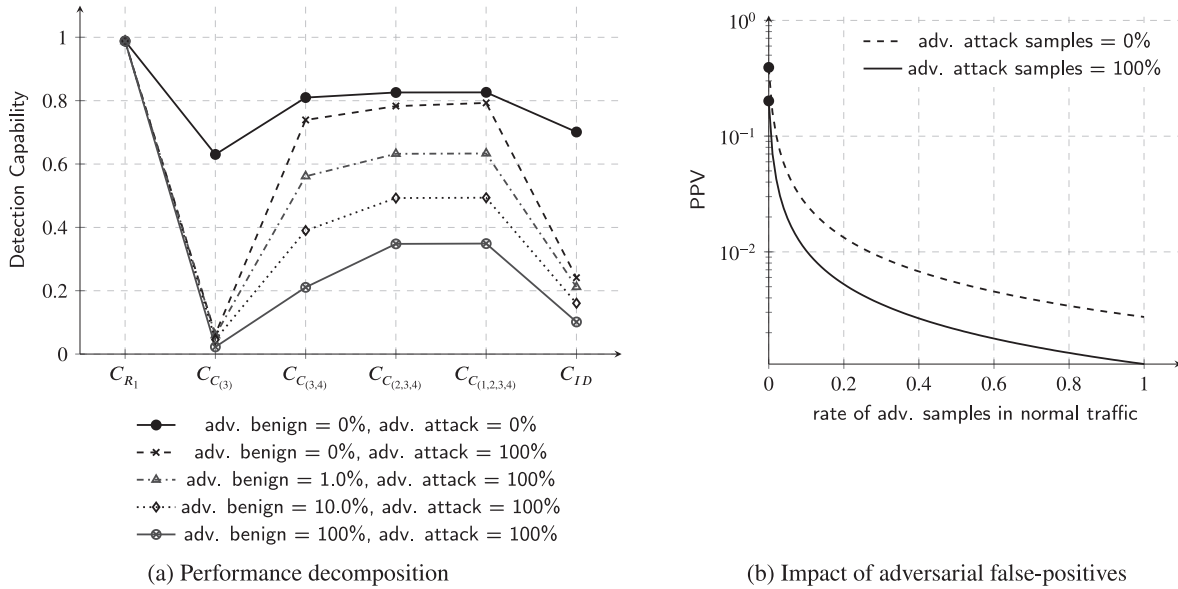 1
0.8
0.6
0.4
0.2
0
Detection Capability
C_{R_1}
C_{C_{(3)}}
C_{C_{(3,4)}}
C_{C_{(2,3,4)}}
C_{C_{(1,2,3,4)}}
C_{ID}
adv. benign = 0%, adv. attack = 0%
adv. benign = 0%, adv. attack = 100%
adv. benign = 1.0%, adv. attack = 100%
adv. benign = 10.0%, adv. attack = 100%
adv. benign = 100%, adv. attack = 100%
(a) Performance decomposition
10^0
10^{-1}
10^{-2}
PPV
adv. attack samples = 0%
adv. attack samples = 100%
0
0.2
0.4
0.6
0.8
1
rate of adv. samples in normal traffic
(b) Impact of adversarial false-positives